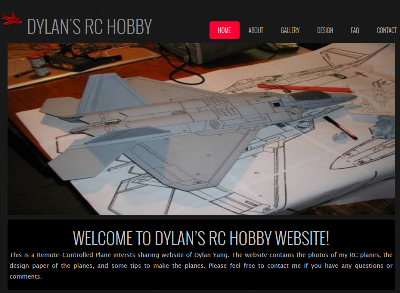 DYLAN'S RC HOBBY
HOME ABOUT GALLERY DESIGN FAQ CONTACT
WELCOME TO DYLAN'S RC HOBBY WEBSITE!
This is a Remote-Controlled Plane intersts sharing website of Dylan Yang. The website contains the photos of my RC planes, the
design paper of the planes, and some tips to make the planes. Please feel free to contact me if you have any questions or
comments.